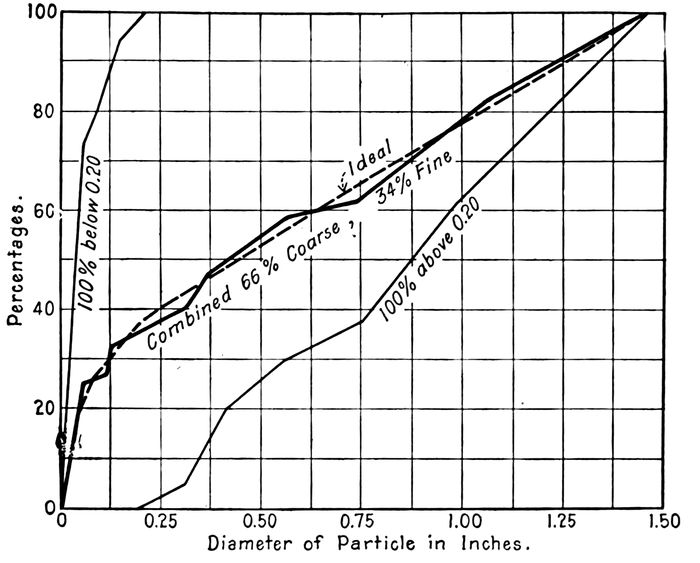 100
80
60
40
20
0
Percentages.
100% below 0.20
Ideal
34% Fine
Combined 66% Coarse,
100% above 0.20
0 0.25 0.50 0.75 1.00 1.25 1.50
Diameter of Particle in Inches.